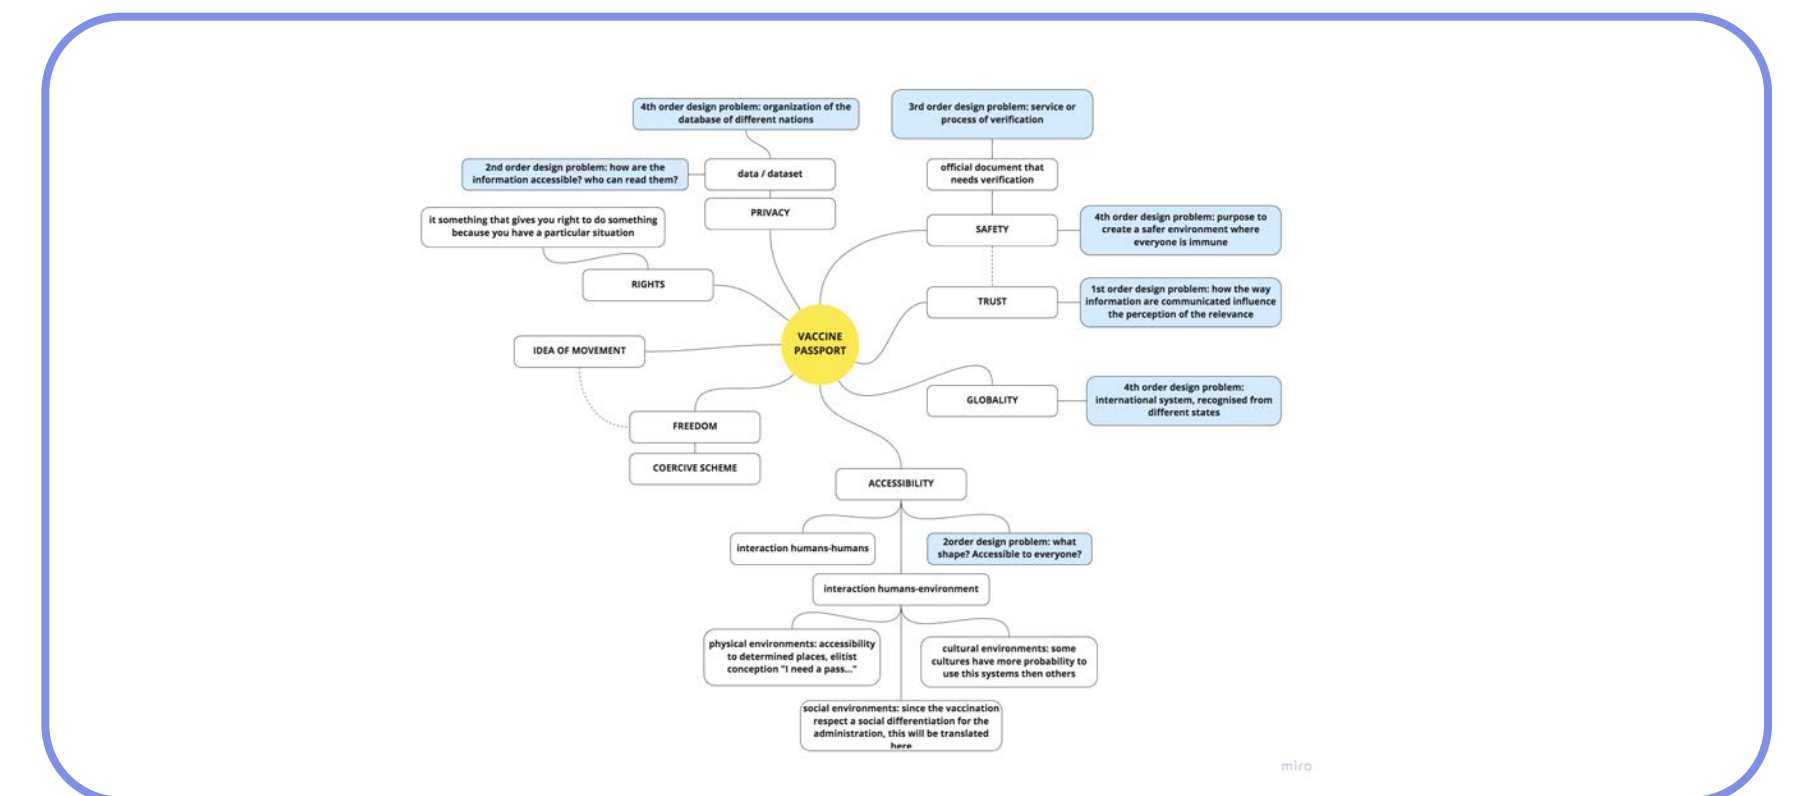 4th order design problem: organization of the
database of different nations
3rd order design problem: service or
process of verification
2nd order design problem: how are the
information accessible? who can read them?
data / dataset
official document that
needs verification
PRIVACY
it something that gives you right to do something
because you have a particular situation
SAFETY
4th order design problem: purpose to
create a safer environment where
everyone is immune
RIGHTS
TRUST
1st order design problem: how the way
information are communicated influence
the perception of the relevance
VACCINE
PASSPORT
IDEA OF MOVEMENT
GLOBALITY
4th order design problem:
international system, recognised from
different states
FREEDOM
COERCIVE SCHEME
ACCESSIBILITY
interaction humans-humans
2order design problem: what
shape? Accessible to everyone?
interaction humans-environment
physical environments: accessibility
to determined places, elitist
conception "I need a pass..."
cultural environments: some
cultures have more probability to
use this systems then others
social environments: since the vaccination
respect a social differentiation for the
administration, this will be translated
here
miro